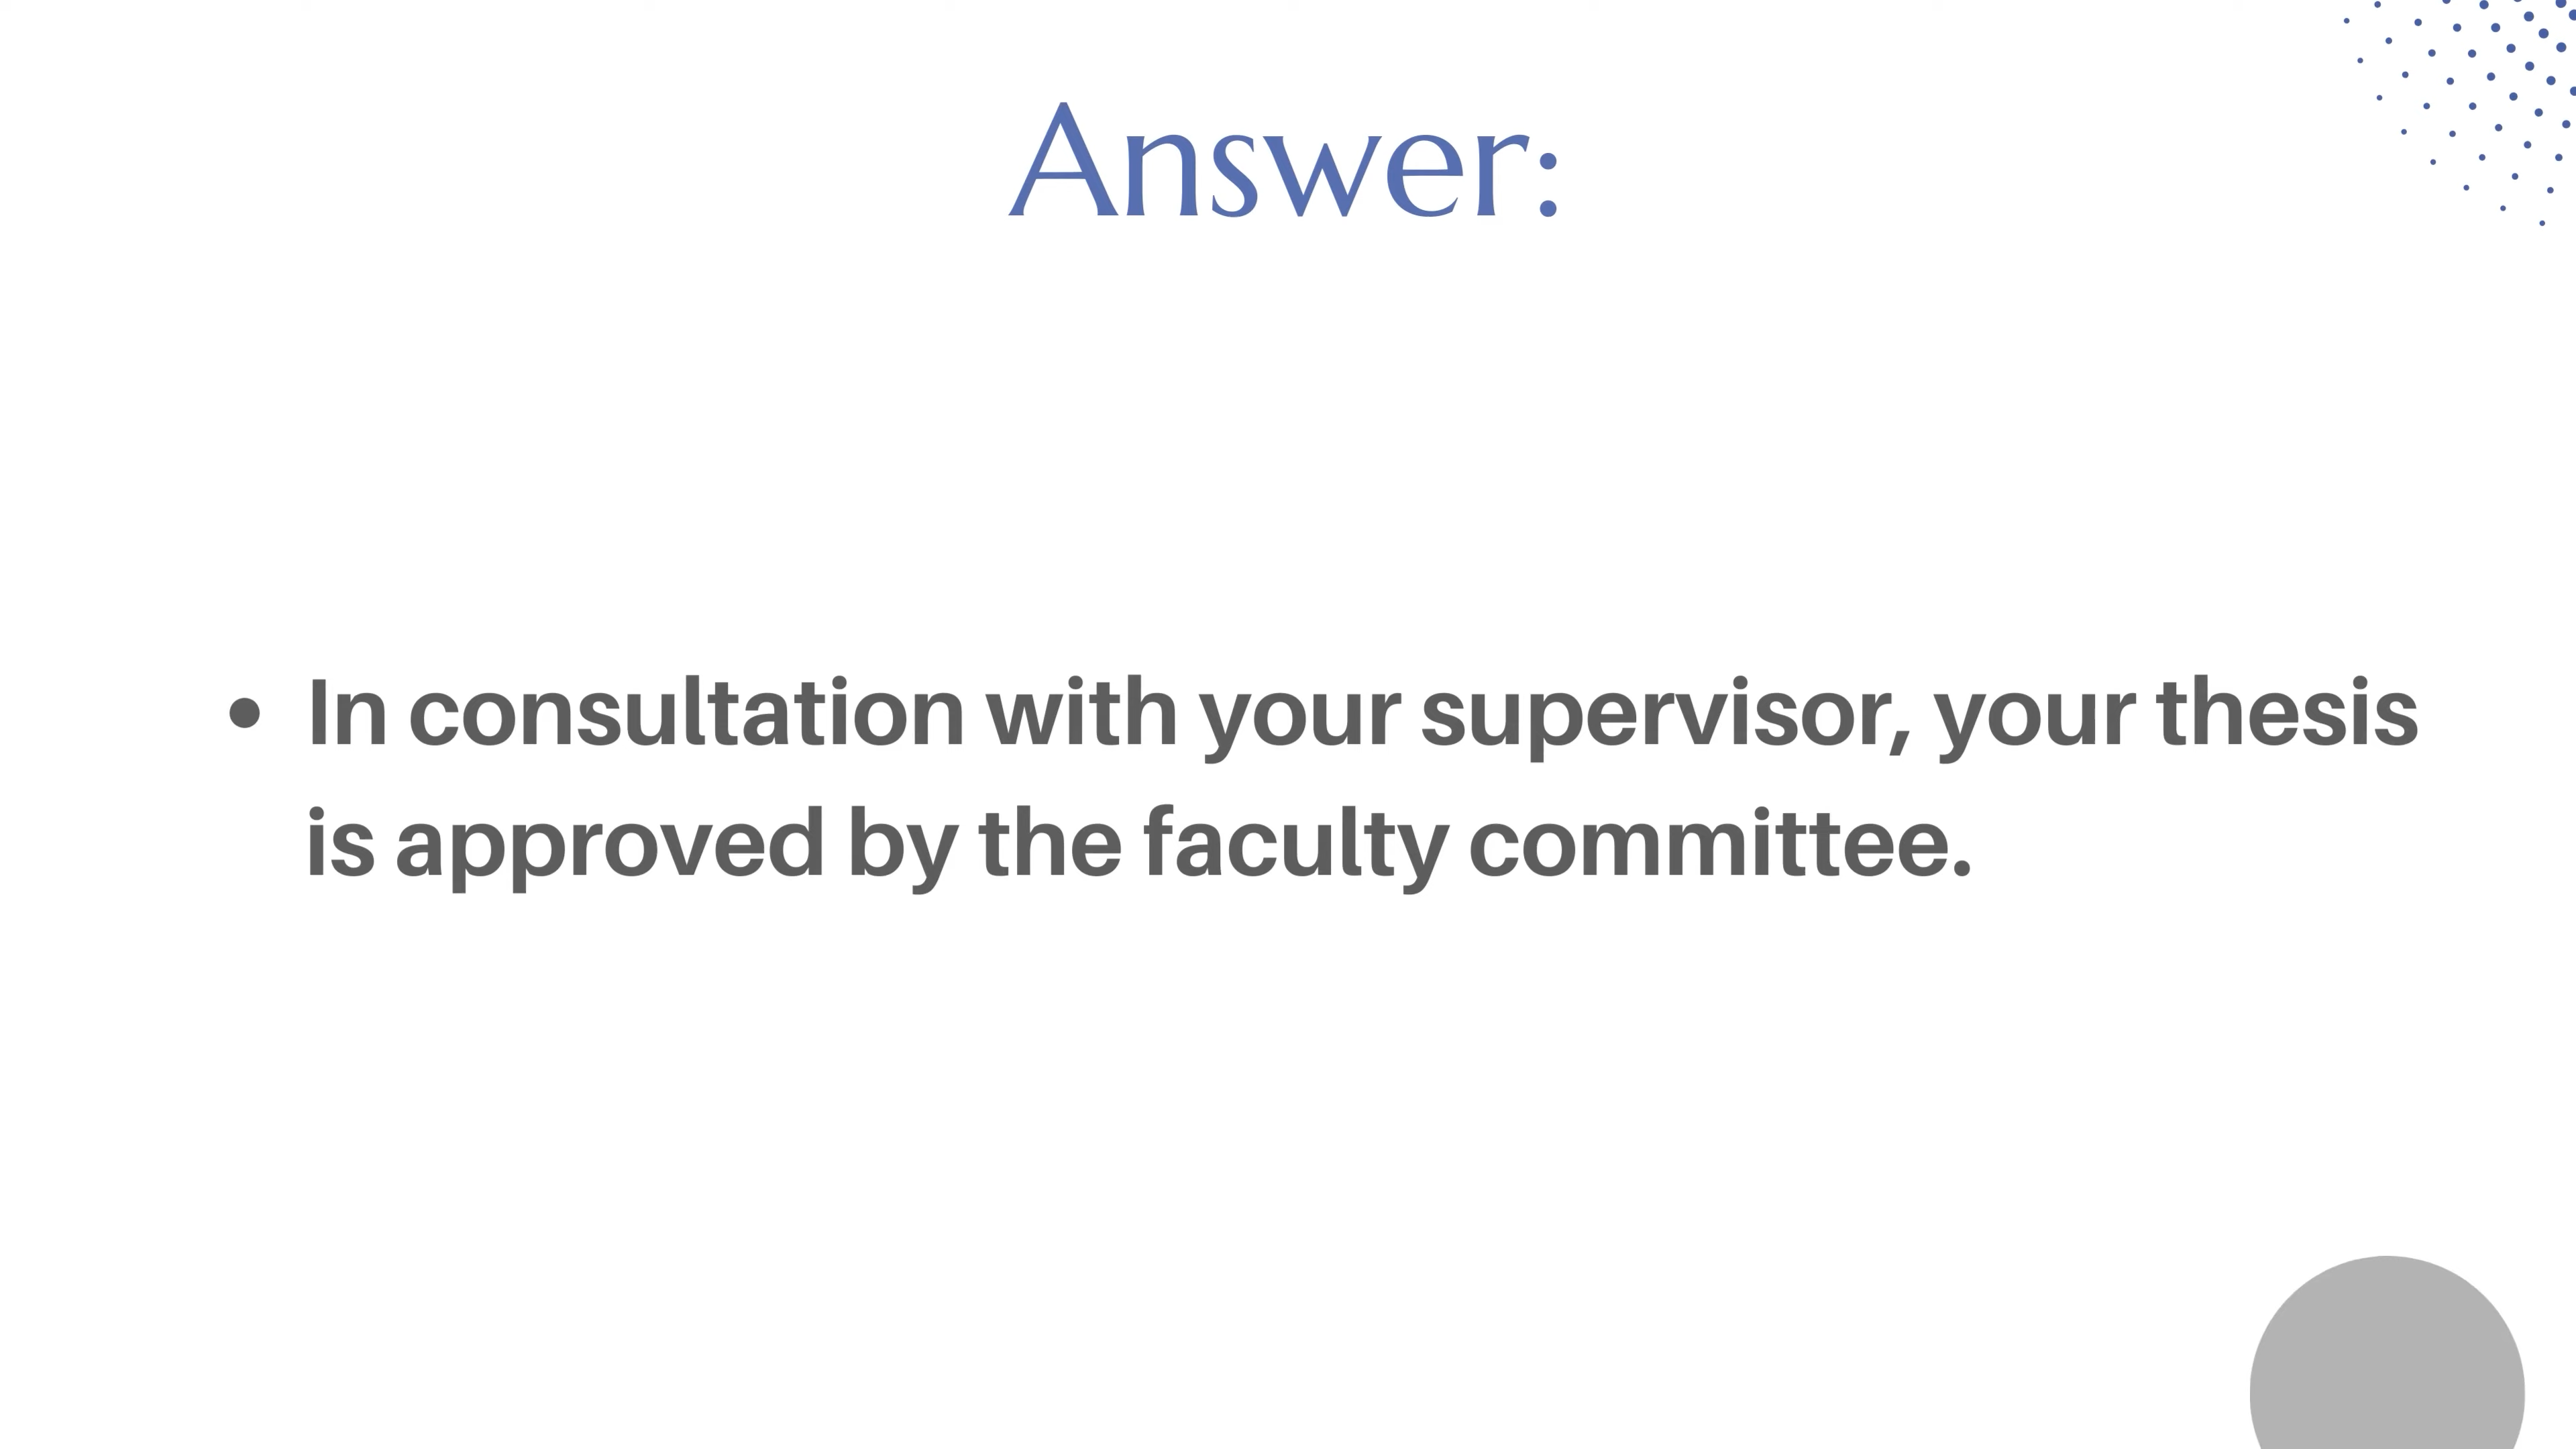 Answer:
• In consultation with your supervisor, your thesis
is approved by the faculty committee.